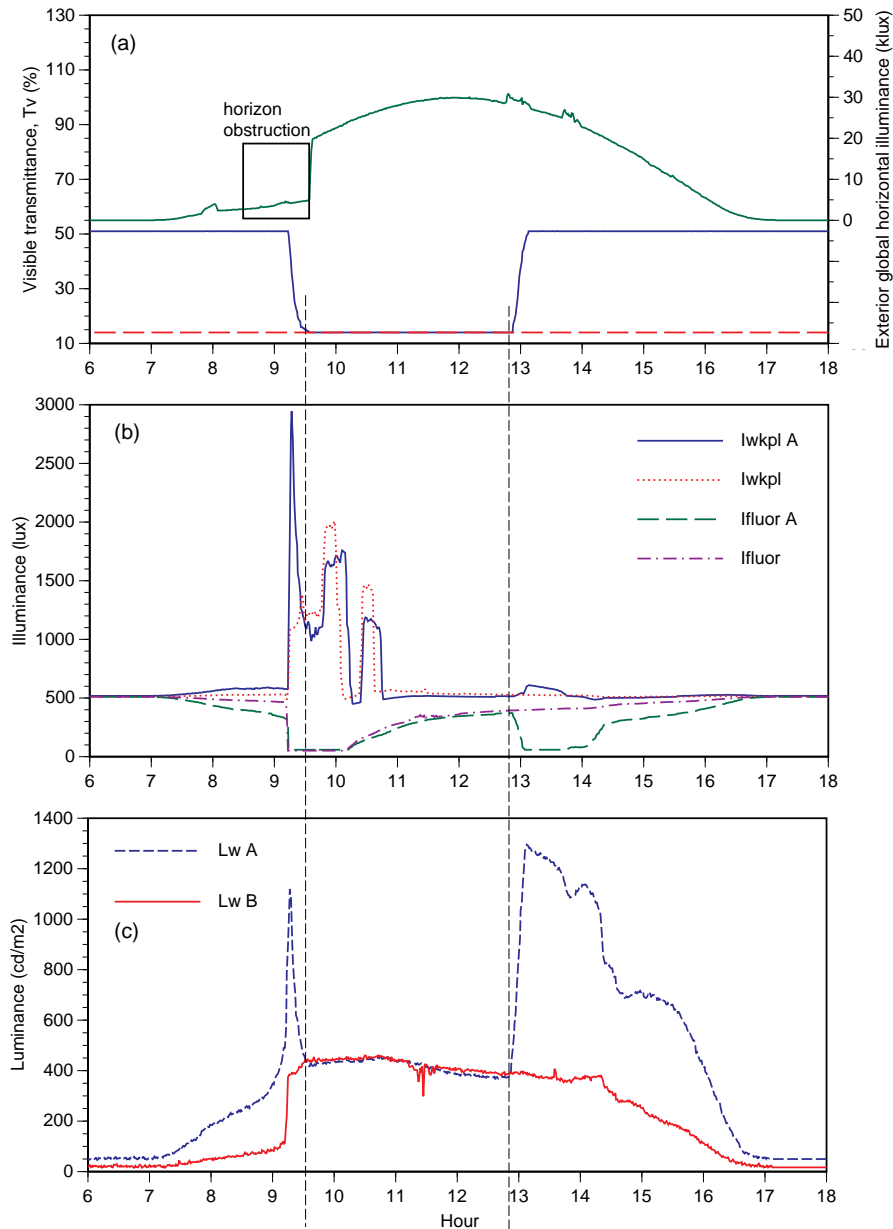 (a)
Visible transmittance, Tv (%)
130
110
90
70
50
30
10
horizon
obstruction
50
40
30
20
10
0
Exterior global horizontal illuminance (klux)
6 7 8 9 10 11 12 13 14 15 16 17 18
(b)
Illuminance (lux)
3000
2500
2000
1500
1000
500
0
Iwkpl A
Iwkpl
Ifluor A
Ifluor
6 7 8 9 10 11 12 13 14 15 16 17 18
(c)
Luminance (cd/m2)
1400
1200
1000
800
600
400
200
0
Lw A
Lw B
6 7 8 9 10 11 12 13 14 15 16 17 18
Hour